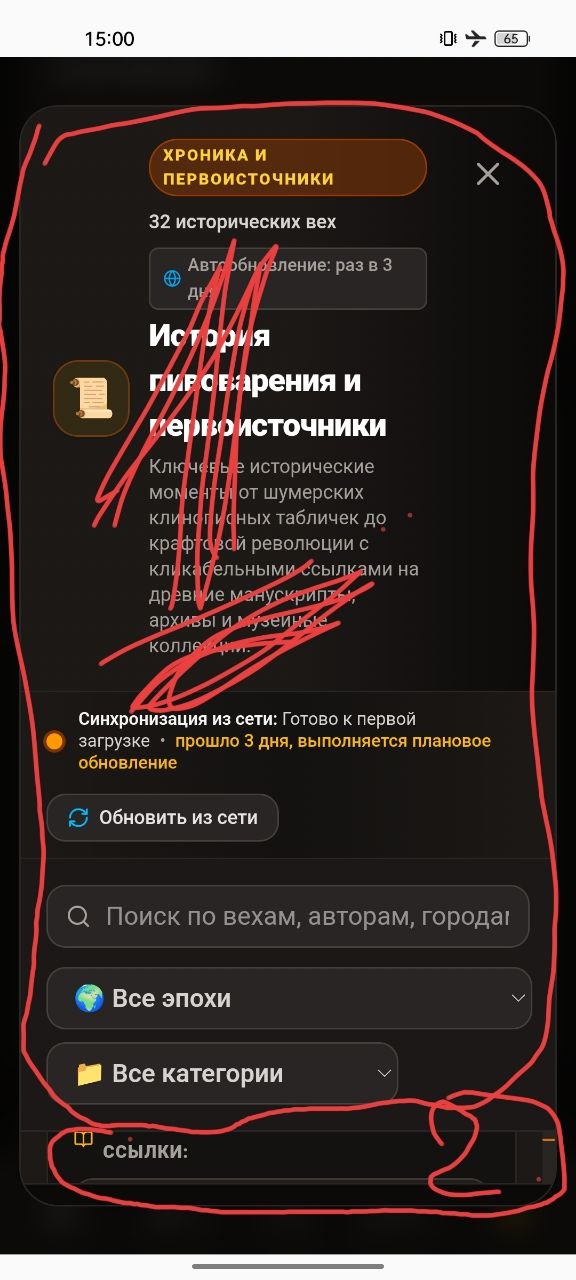 15:00
65
ХРОНИКА И
ПЕРВОИСТОЧНИКИ
32 исторических вех
Автообновление: раз в 3
дня
История
пивоварения и
первоисточники
Ключевые исторические
моменты от шумерских
клинописных табличек до
крафтовой революции с
кликабельными ссылками на
древние манускрипты,
архивы и музейные
коллекции.
Синхронизация из сети: Готово к первой
загрузке • прошло 3 дня, выполняется плановое
обновление
Обновить из сети
Поиск по вехам, авторам, городам
Все эпохи
Все категории
ссылки:
2